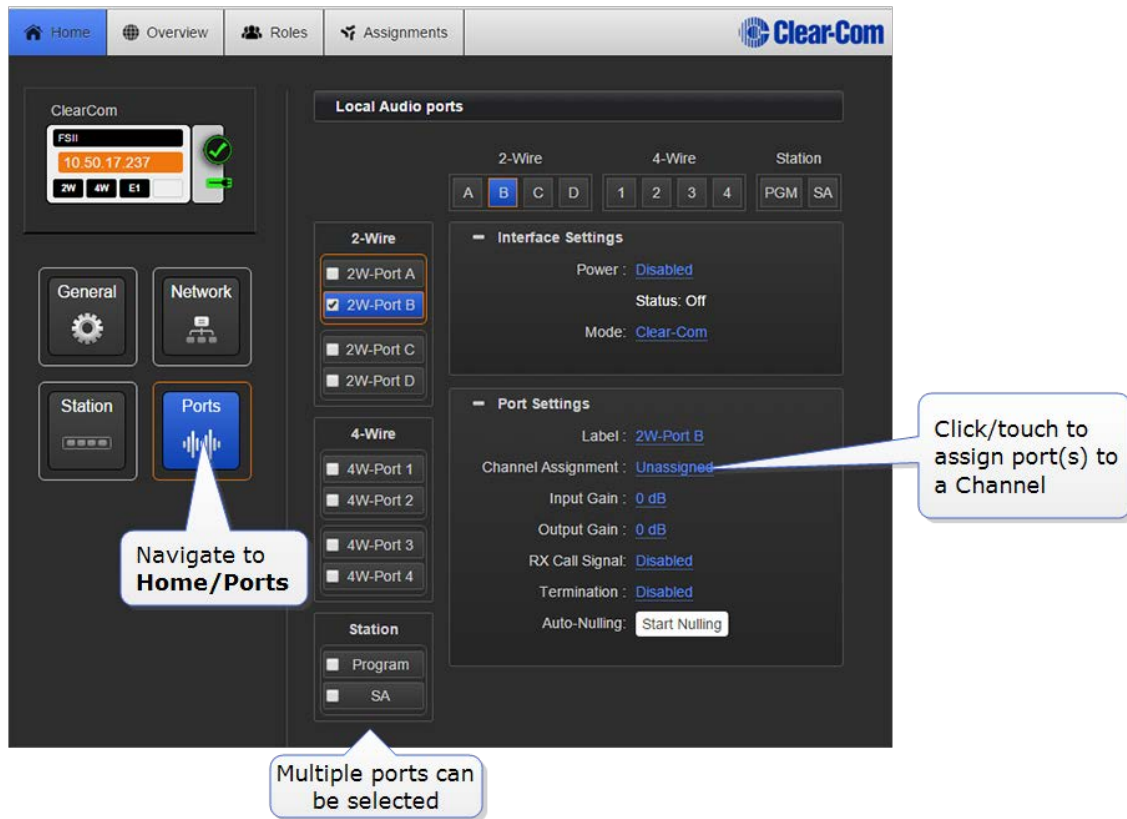 Home
Overview
Roles
Assignments
Clear-Com
ClearCom
FSII
10.50.17.237
2W 4W E1
General
Network
Station
Ports
Navigate to
Home/Ports
Local Audio ports
2-Wire 4-Wire Station
A B C D 1 2 3 4 PGM SA
2-Wire
2W-Port A
2W-Port B
2W-Port C
2W-Port D
4-Wire
4W-Port 1
4W-Port 2
4W-Port 3
4W-Port 4
Station
Program
SA
Multiple ports can
be selected
Interface Settings
Power : Disabled
Status: Off
Mode: Clear-Com
Port Settings
Label : 2W-Port B
Channel Assignment : Unassigned
Input Gain : 0 dB
Output Gain : 0 dB
RX Call Signal: Disabled
Termination : Disabled
Auto-Nulling: Start Nulling
Click/touch to
assign port(s) to
a Channel